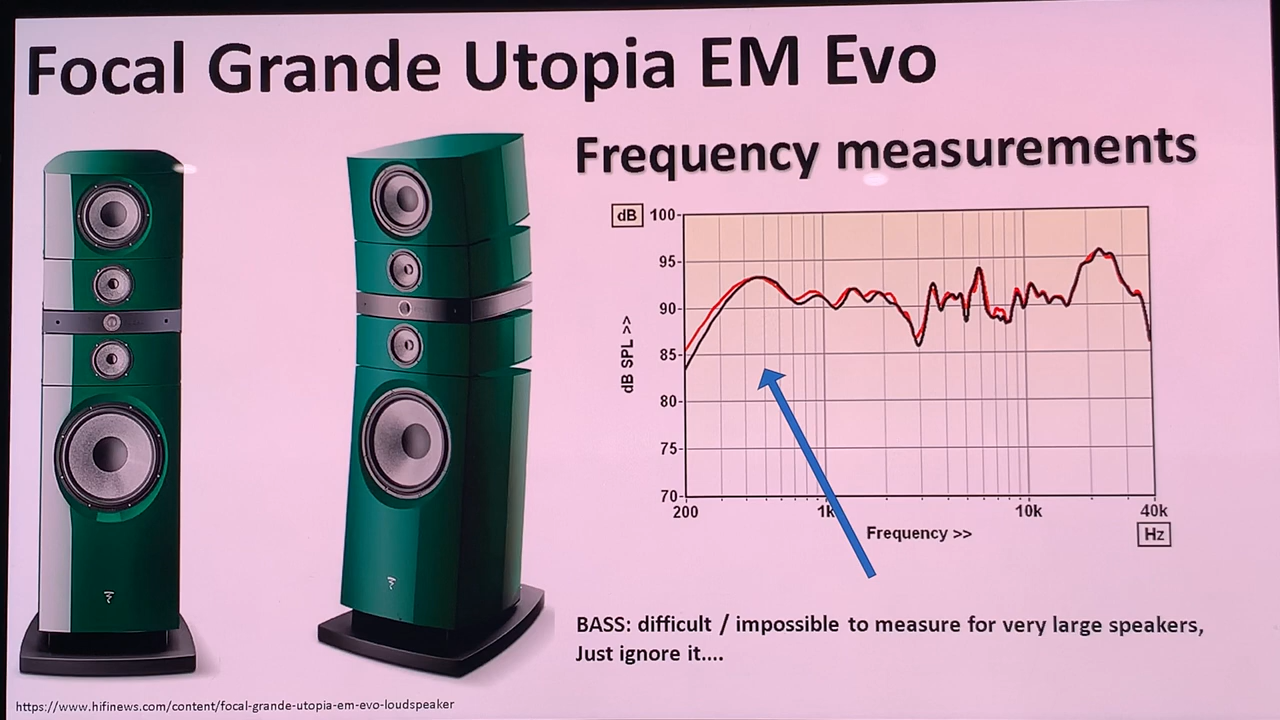 Focal Grande Utopia EM Evo
Frequency measurements
dB
100
95
90
85
80
75
70
dB SPL >>
200
1k
10k
40k
Frequency >>
Hz
BASS: difficult / impossible to measure for very large speakers,
Just ignore it....
https://www.hifinews.com/content/focal-grande-utopia-em-evo-loudspeaker